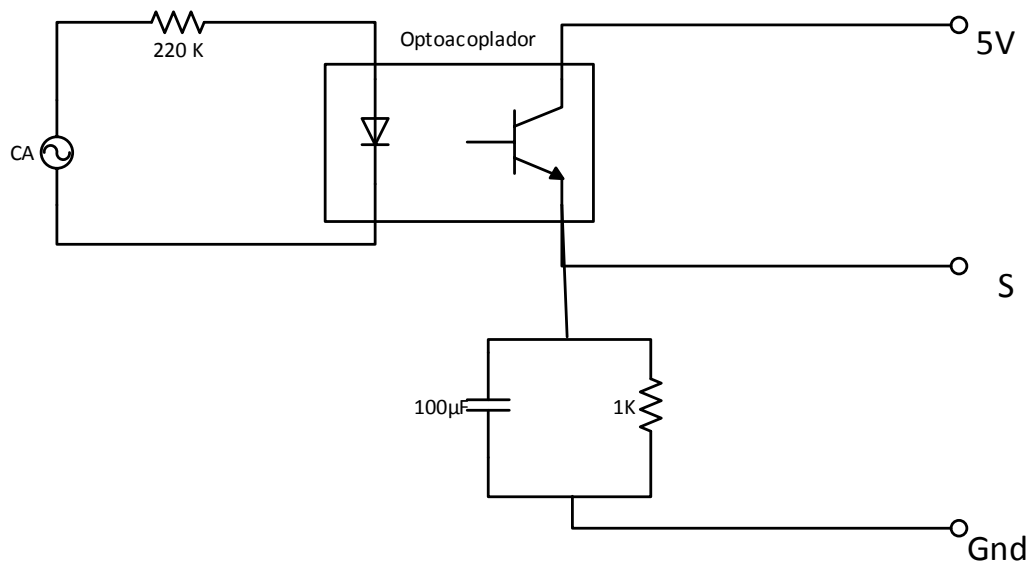 Optoacoplador
5V
220 K
CA
S
100µF
1K
Gnd